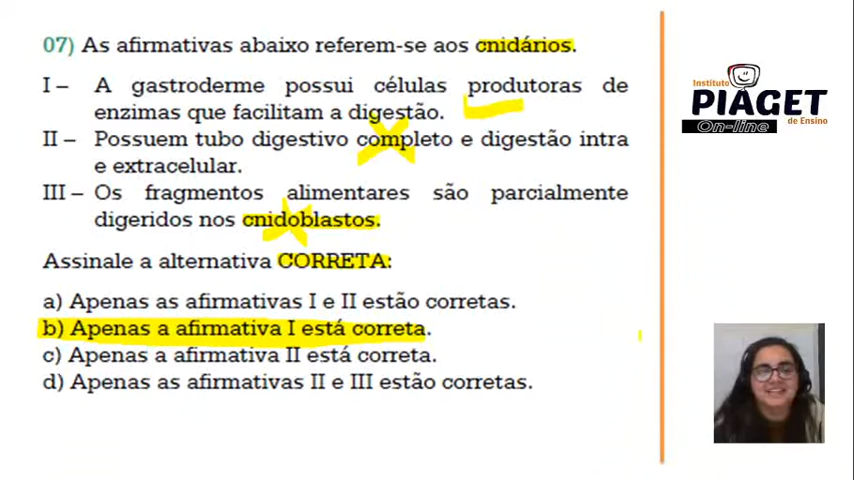 07) As afirmativas abaixo referem-se aos cnidários.
I – A gastroderme possui células produtoras de
enzimas que facilitam a digestão.
II – Possuem tubo digestivo completo e digestão intra
e extracelular.
III – Os fragmentos alimentares são parcialmente
digeridos nos cnidoblastos.
Assinale a alternativa CORRETA:
a) Apenas as afirmativas I e II estão corretas.
b) Apenas a afirmativa I está correta.
c) Apenas a afirmativa II está correta.
d) Apenas as afirmativas II e III estão corretas.
Instituto
PIAGET
On-line de Ensino